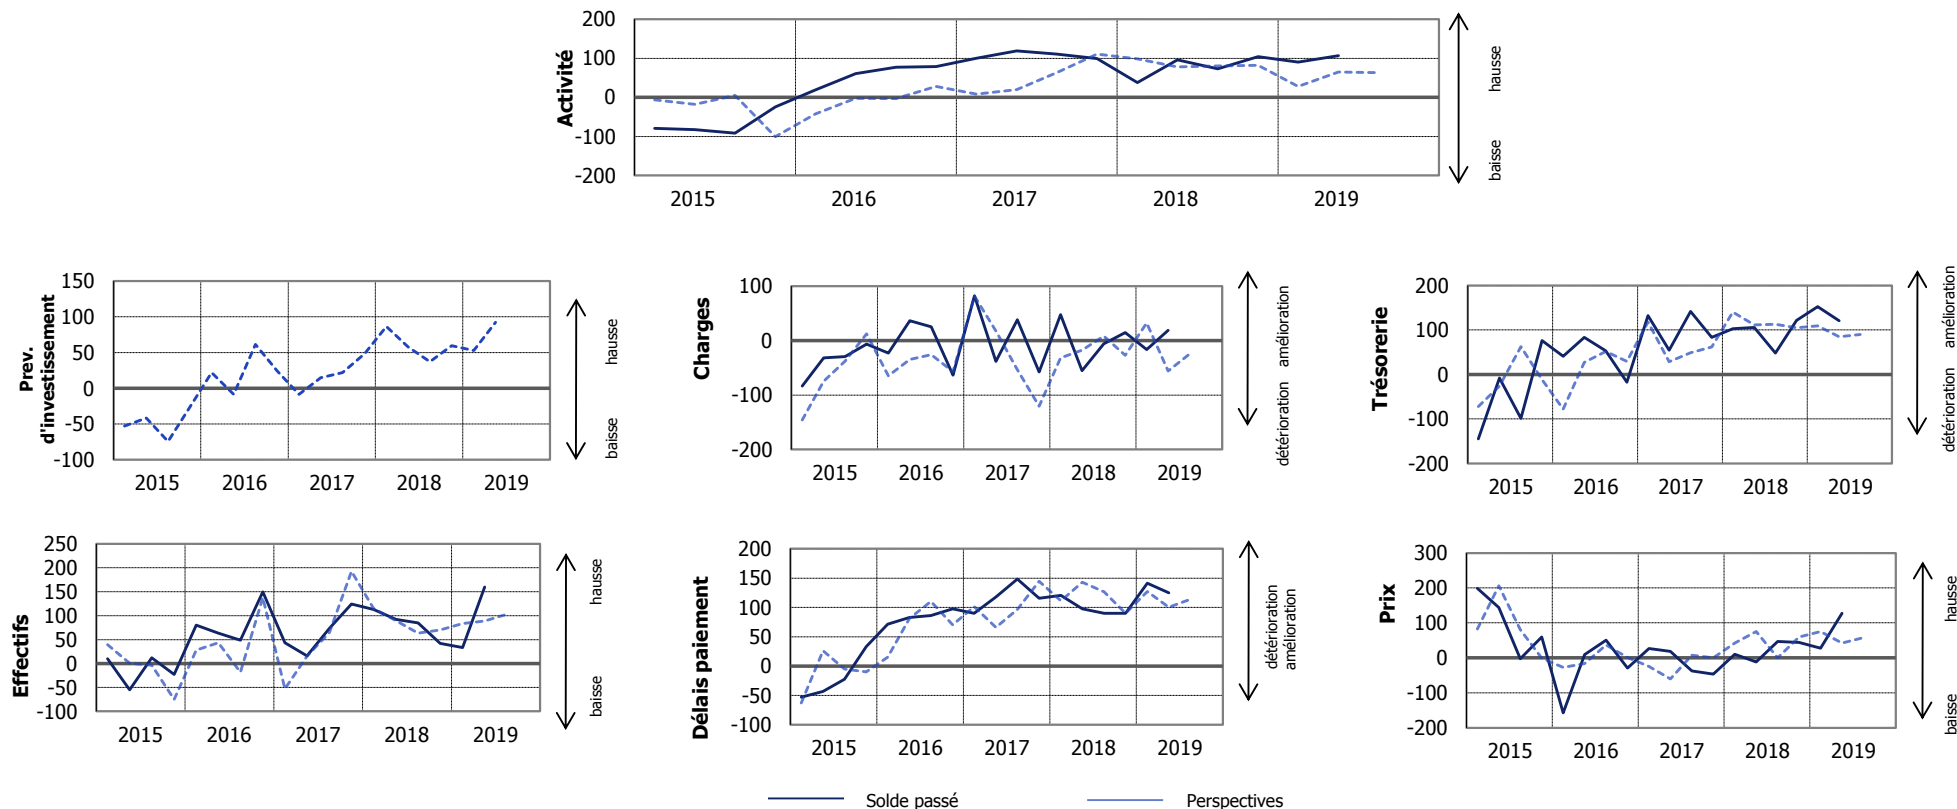 Activité
200
100
0
-100
-200
2015 2016 2017 2018 2019
hausse
baisse
Prev.
d'investissement
150
100
50
0
-50
-100
2015 2016 2017 2018 2019
hausse
baisse
Charges
100
0
-100
-200
2015 2016 2017 2018 2019
amélioration
détérioration
Trésorerie
200
100
0
-100
-200
2015 2016 2017 2018 2019
amélioration
détérioration
Effectifs
250
200
150
100
50
0
-50
-100
2015 2016 2017 2018 2019
hausse
baisse
Délais paiement
200
150
100
50
0
-50
-100
2015 2016 2017 2018 2019
détérioration
amélioration
Prix
300
200
100
0
-100
-200
2015 2016 2017 2018 2019
hausse
baisse
Solde passé Perspectives